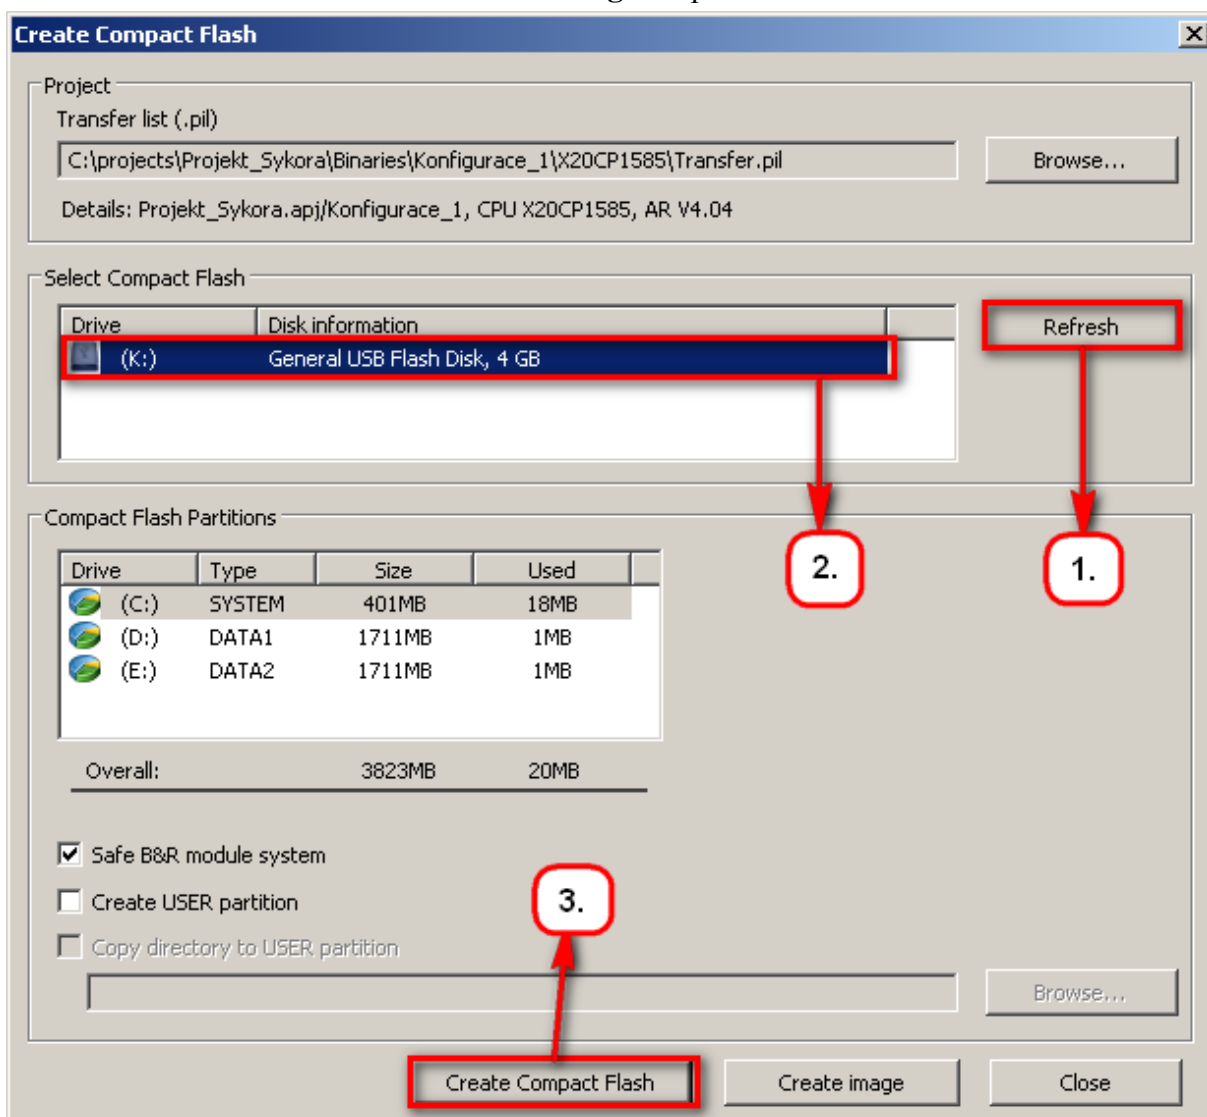 Create Compact Flash
Project
Transfer list (.pil)
C:\projects\Projekt_Sykora\Binaries\Konfigurace_1\X20CP1585\Transfer.pil Browse...
Details: Projekt_Sykora.apj/Konfigurace_1, CPU X20CP1585, AR V4.04
Select Compact Flash
Drive Disk information Refresh
(K:) General USB Flash Disk, 4 GB
Compact Flash Partitions
2. 1.
Drive Type Size Used
(C:) SYSTEM 401MB 18MB
(D:) DATA1 1711MB 1MB
(E:) DATA2 1711MB 1MB
Overall: 3823MB 20MB
Safe B&R module system
Create USER partition
3.
Copy directory to USER partition
Browse...
Create Compact Flash Create image Close